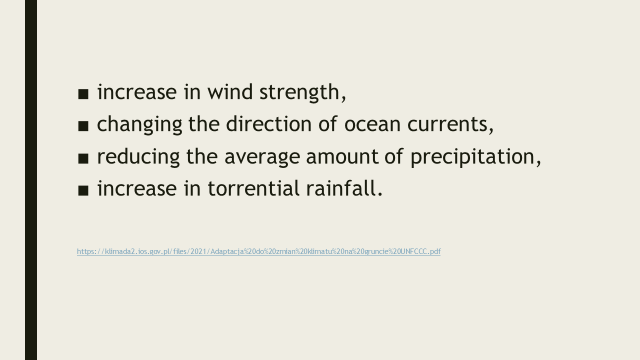 ■ increase in wind strength,
■ changing the direction of ocean currents,
■ reducing the average amount of precipitation,
■ increase in torrential rainfall.
https://klimada2.ios.gov.pl/files/2021/Adaptacja%20do%20zmian%20klimatu%20na%20gruncie%20UNFCCC.pdf